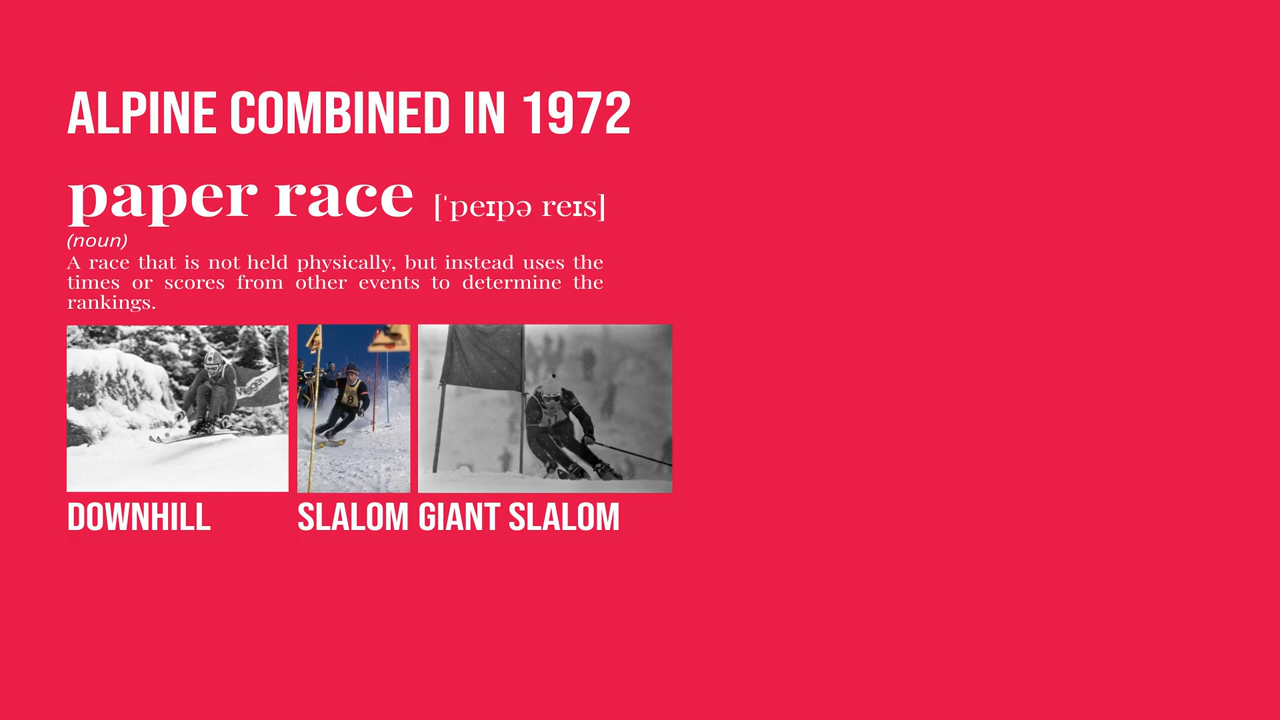 ALPINE COMBINED IN 1972
paper race [ˈpeɪpə reɪs]
(noun)
A race that is not held physically, but instead uses the
times or scores from other events to determine the
rankings.
DOWNHILL SLALOM GIANT SLALOM